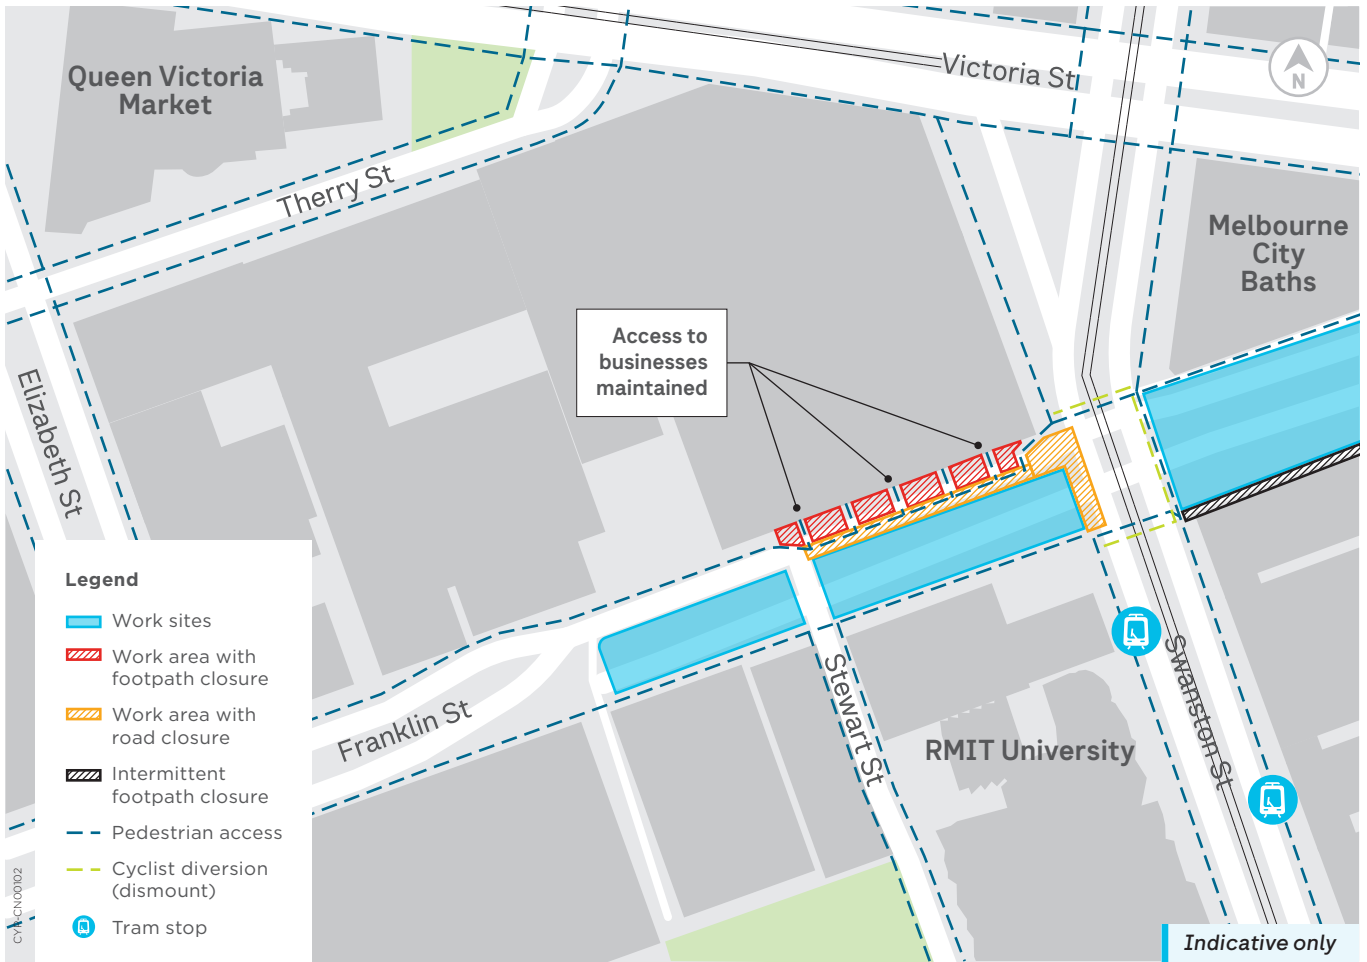 Queen Victoria
Market
Victoria St
N
Therry St
Melbourne
City
Baths
Access to
businesses
maintained
Elizabeth St
Legend
Work sites
Work area with
footpath closure
Work area with
road closure
Intermittent
footpath closure
Pedestrian access
Cyclist diversion
(dismount)
Tram stop
Franklin St
Stewart St
Swanston St
RMIT University
Indicative only